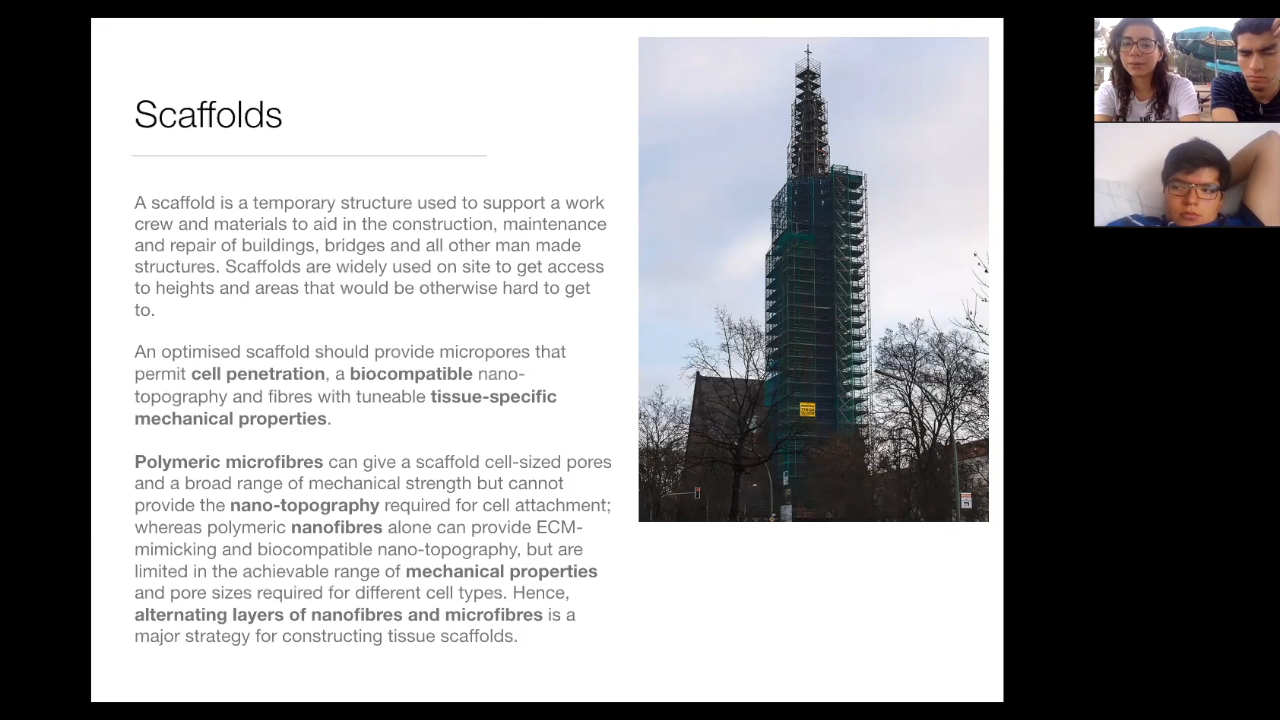 Scaffolds
A scaffold is a temporary structure used to support a work
crew and materials to aid in the construction, maintenance
and repair of buildings, bridges and all other man made
structures. Scaffolds are widely used on site to get access
to heights and areas that would be otherwise hard to get
to.
An optimised scaffold should provide micropores that
permit cell penetration, a biocompatible nano-
topography and fibres with tuneable tissue-specific
mechanical properties.
Polymeric microfibres can give a scaffold cell-sized pores
and a broad range of mechanical strength but cannot
provide the nano-topography required for cell attachment;
whereas polymeric nanofibres alone can provide ECM-
mimicking and biocompatible nano-topography, but are
limited in the achievable range of mechanical properties
and pore sizes required for different cell types. Hence,
alternating layers of nanofibres and microfibres is a
major strategy for constructing tissue scaffolds.